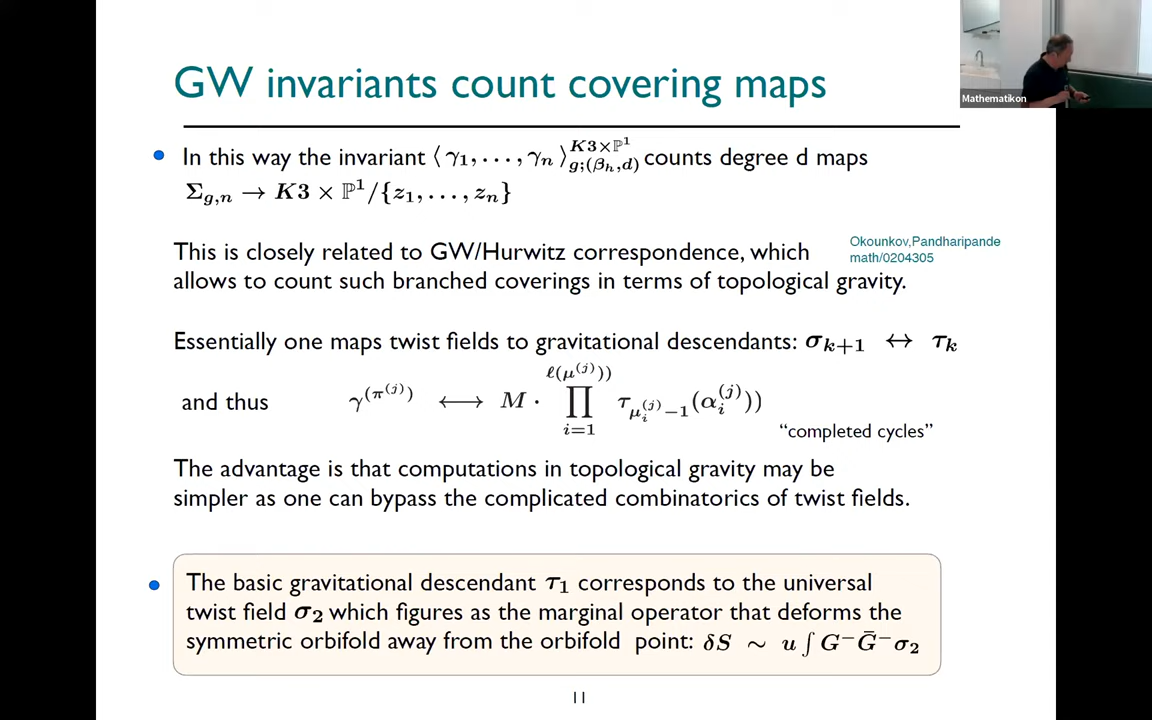 GW invariants count covering maps
Mathematikon
In this way the invariant ⟨γ₁, . . . , γₙ⟩^{K3×ℙ¹}_{g;(β_h,d)} counts degree d maps
Σ_{g,n} → K3 × ℙ¹/{z₁, . . . , zₙ}
This is closely related to GW/Hurwitz correspondence, which
allows to count such branched coverings in terms of topological gravity.
Okounkov,Pandharipande
math/0204305
Essentially one maps twist fields to gravitational descendants: σ_{k+1} ↔ τ_k
and thus γ^{(π^{(j)})} ⟷ M · ∏_{i=1}^{ℓ(μ^{(j)})} τ_{μ_i^{(j)}−1}(α_i^{(j)}))
“completed cycles”
The advantage is that computations in topological gravity may be
simpler as one can bypass the complicated combinatorics of twist fields.
The basic gravitational descendant τ₁ corresponds to the universal
twist field σ₂ which figures as the marginal operator that deforms the
symmetric orbifold away from the orbifold point: δS ∼ u ∫ G⁻Ḡ⁻σ₂
11